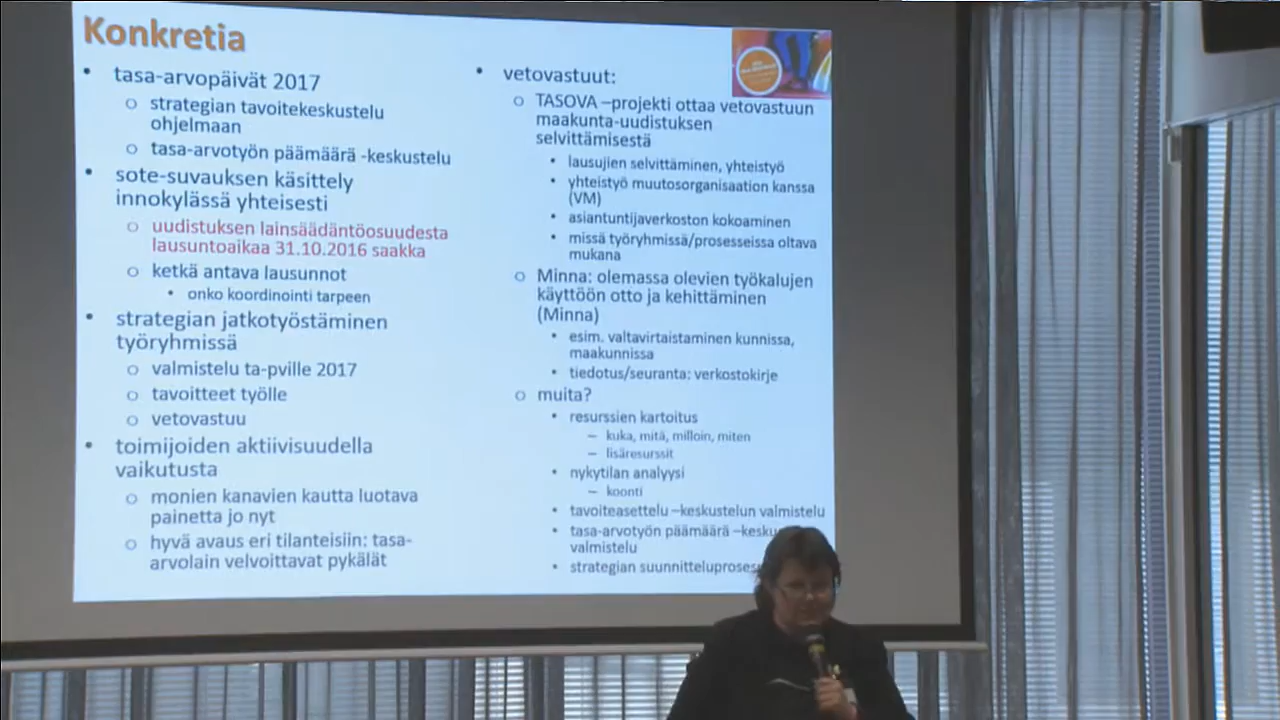 Konkretia
• tasa-arvopäivät 2017
o strategian tavoitekeskustelu
ohjelmaan
o tasa-arvotyön päämäärä -keskustelu
• sote-suvauksen käsittely
innokylässä yhteisesti
o uudistuksen lainsäädäntöosuudesta
lausuntoaikaa 31.10.2016 saakka
o ketkä antava lausunnot
• onko koordinointi tarpeen
• strategian jatkotyöstäminen
työryhmissä
o valmistelu ta-pville 2017
o tavoitteet työlle
o vetovastuu
• toimijoiden aktiivisuudella
vaikutusta
o monien kanavien kautta luotava
painetta jo nyt
o hyvä avaus eri tilanteisiin: tasa-
arvolain velvoittavat pykälät
• vetovastuut:
o TASOVA –projekti ottaa vetovastuun
maakunta-uudistuksen
selvittämisestä
• lausujien selvittäminen, yhteistyö
• yhteistyö muutosorganisaation kanssa
(VM)
• asiantuntijaverkoston kokoaminen
• missä työryhmissä/prosesseissa oltava
mukana
o Minna: olemassa olevien työkalujen
käyttöön otto ja kehittäminen
(Minna)
• esim. valtavirtaistaminen kunnissa,
maakunnissa
• tiedotus/seuranta: verkostokirje
o muita?
• resurssien kartoitus
– kuka, mitä, milloin, miten
– lisäresurssit
• nykytilan analyysi
– koonti
• tavoiteasettelu –keskustelun valmistelu
• tasa-arvotyön päämäärä –kesku
valmistelu
• strategian suunnitteluproses